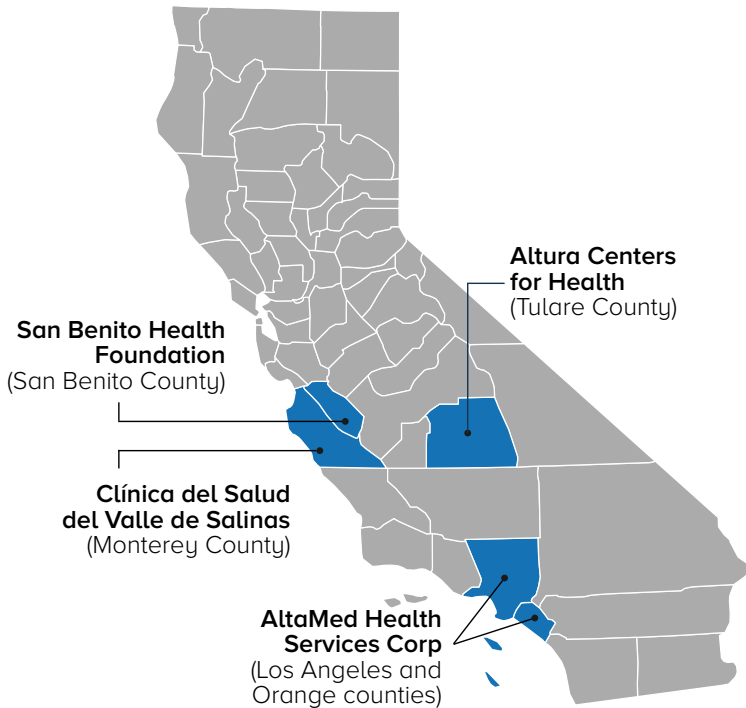 Altura Centers
for Health
(Tulare County)
San Benito Health
Foundation
(San Benito County)
Clínica del Salud
del Valle de Salinas
(Monterey County)
AltaMed Health
Services Corp
(Los Angeles and
Orange counties)